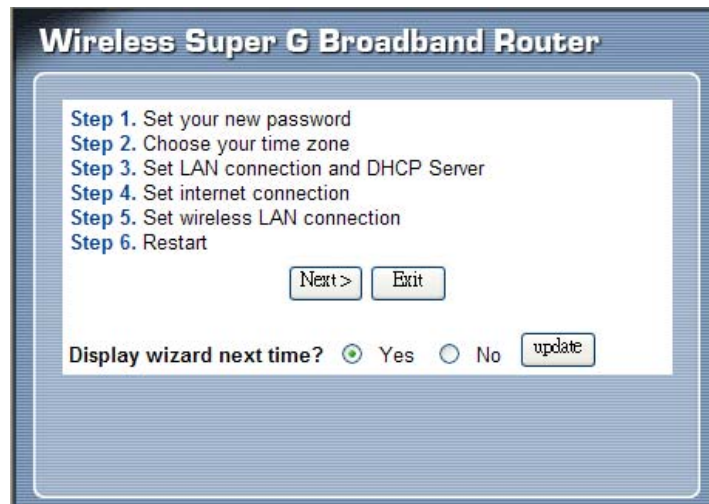 Wireless Super G Broadband Router
Step 1. Set your new password
Step 2. Choose your time zone
Step 3. Set LAN connection and DHCP Server
Step 4. Set internet connection
Step 5. Set wireless LAN connection
Step 6. Restart
Next > Exit
Display wizard next time? Yes No update